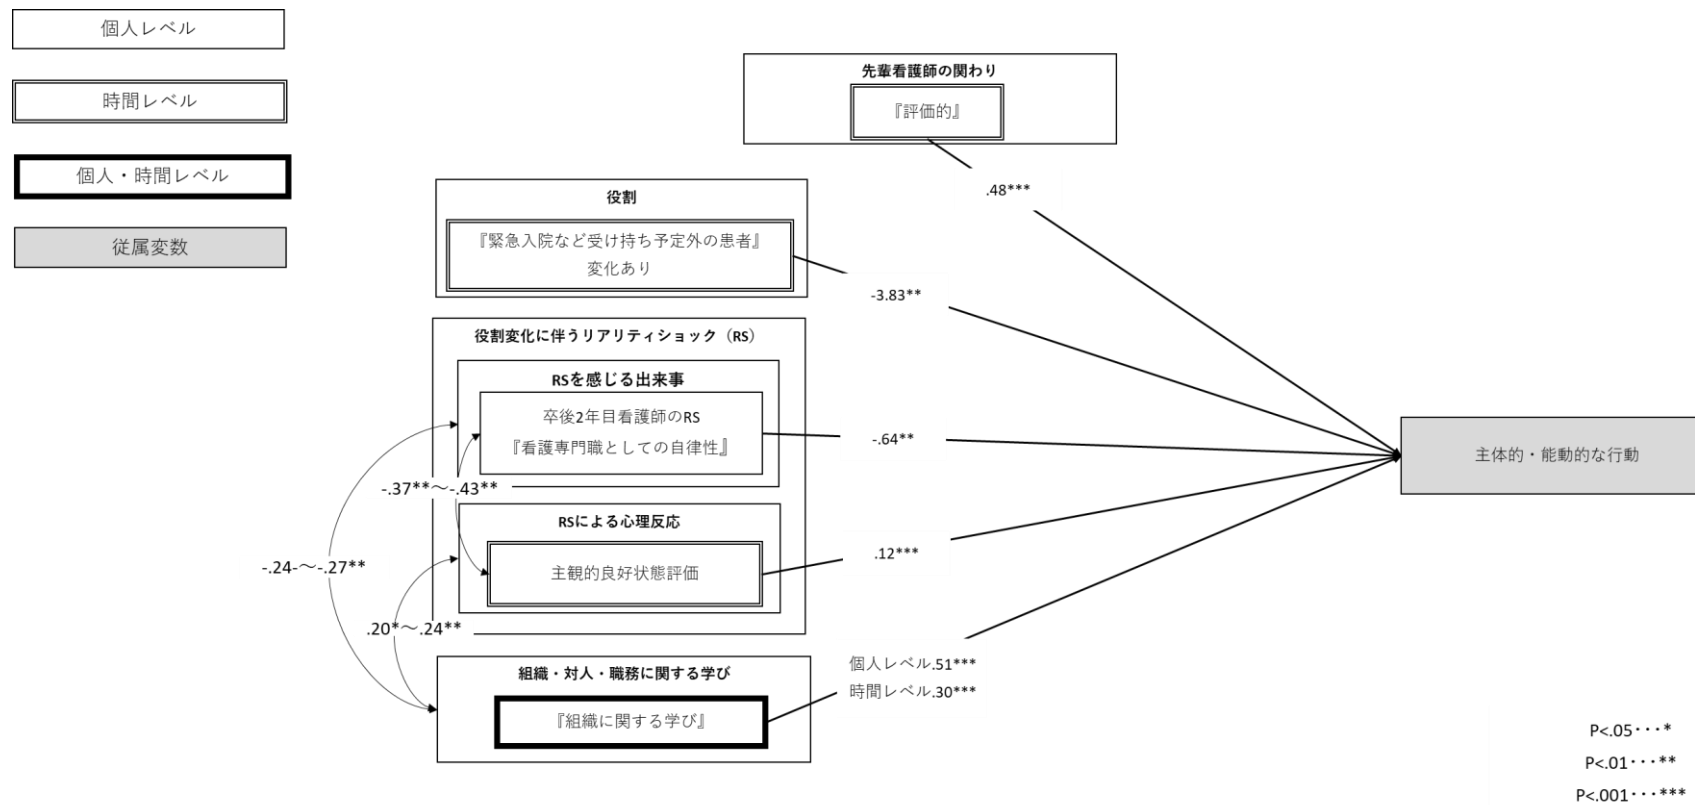 個人レベル
時間レベル
個人・時間レベル
従属変数
先輩看護師の関わり
『評価的』
.48***
役割
『緊急入院など受け持ち予定外の患者』
変化あり
-3.83**
役割変化に伴うリアリティショック（RS）
RSを感じる出来事
卒後2年目看護師のRS
『看護専門職としての自律性』
-.64**
主体的・能動的な行動
-.37**～-.43**
RSによる心理反応
主観的良好状態評価
.12***
-.24-～-.27**
.20*～.24**
組織・対人・職務に関する学び
『組織に関する学び』
個人レベル.51***
時間レベル.30***
P<.05・・・*
P<.01・・・**
P<.001・・・***